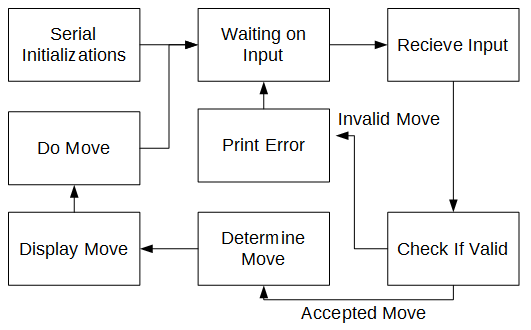 Serial
Initializations
Waiting on
Input
Recieve Input
Do Move
Print Error
Invalid Move
Display Move
Determine
Move
Check If Valid
Accepted Move